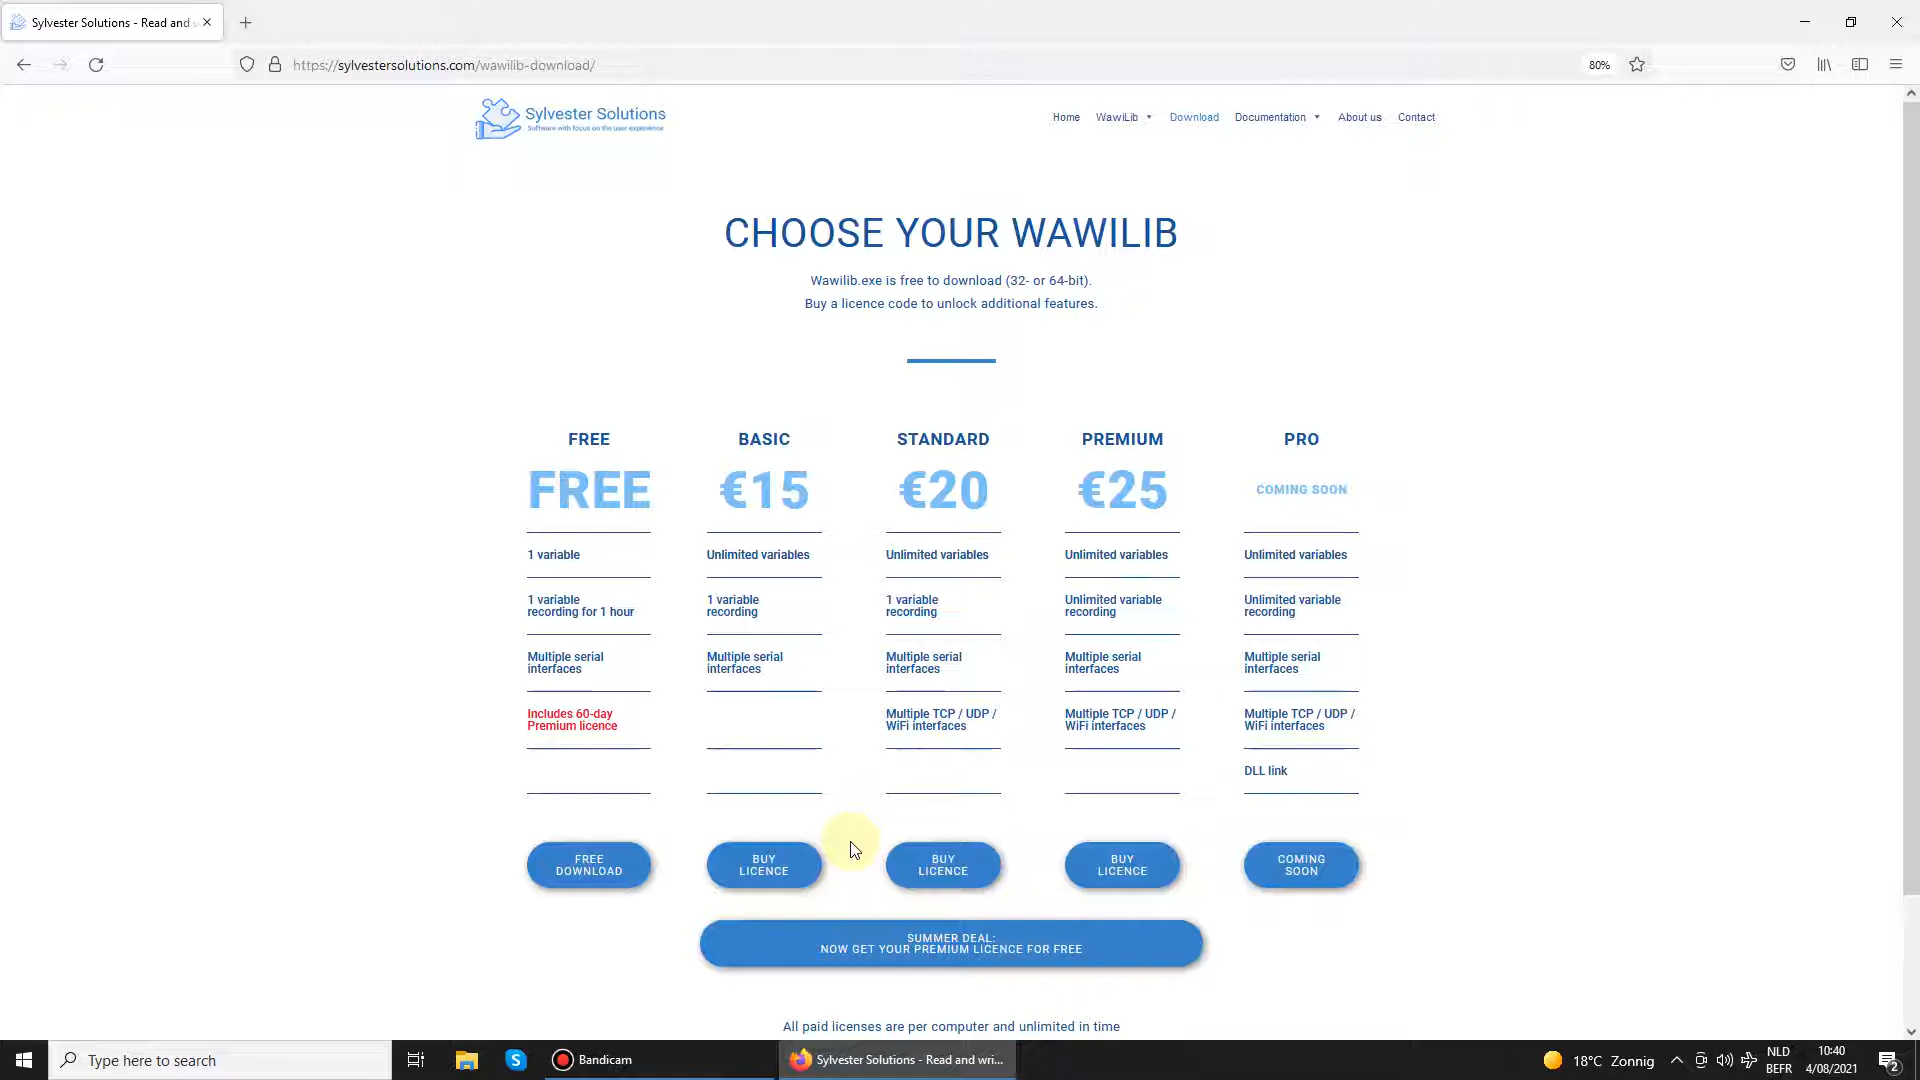 Sylvester Solutions - Read and
https://sylvestersolutions.com/wawilib-download/
80%
Sylvester Solutions
Software with focus on the user experience
Home
WawiLib
Download
Documentation
About us
Contact
CHOOSE YOUR WAWILIB
Wawilib.exe is free to download (32- or 64-bit).
Buy a licence code to unlock additional features.
FREE
FREE
1 variable
1 variable
recording for 1 hour
Multiple serial
interfaces
Includes 60-day
Premium licence
FREE
DOWNLOAD
BASIC
€15
Unlimited variables
1 variable
recording
Multiple serial
interfaces
BUY
LICENCE
STANDARD
€20
Unlimited variables
1 variable
recording
Multiple serial
interfaces
Multiple TCP / UDP /
WiFi interfaces
BUY
LICENCE
PREMIUM
€25
Unlimited variables
Unlimited variable
recording
Multiple serial
interfaces
Multiple TCP / UDP /
WiFi interfaces
BUY
LICENCE
PRO
COMING SOON
Unlimited variables
Unlimited variable
recording
Multiple serial
interfaces
Multiple TCP / UDP /
WiFi interfaces
DLL link
COMING
SOON
SUMMER DEAL:
NOW GET YOUR PREMIUM LICENCE FOR FREE
All paid licenses are per computer and unlimited in time
Type here to search
Bandicam
Sylvester Solutions - Read and wri...
18°C Zonnig
NLD
BEFR
10:40
4/08/2021
2